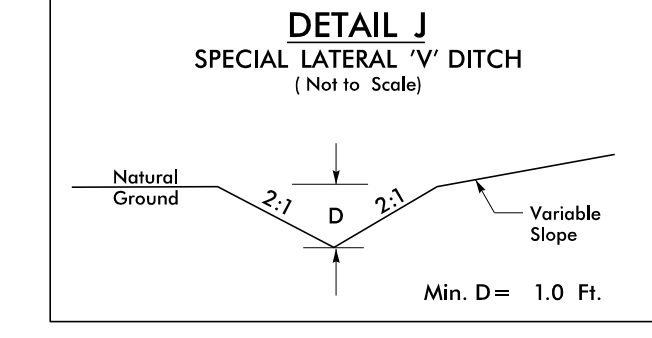 DETAIL J
SPECIAL LATERAL 'V' DITCH
( Not to Scale)
Natural
Ground
2:1
D
2:1
Variable
Slope
Min. D = 1.0 Ft.